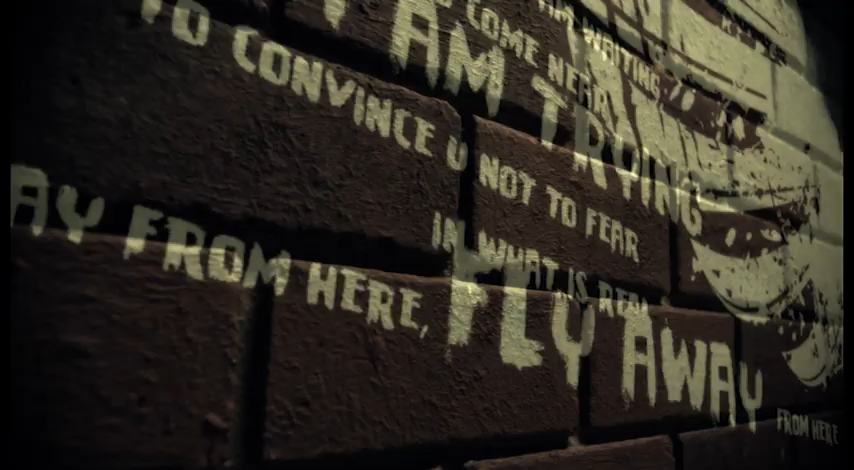 AM WAITING
COME NEAR
I AM TRYING
TO CONVINCE U NOT TO FEAR
IN WHAT IS REAL
AY FROM HERE, FLY AWAY
FROM HERE